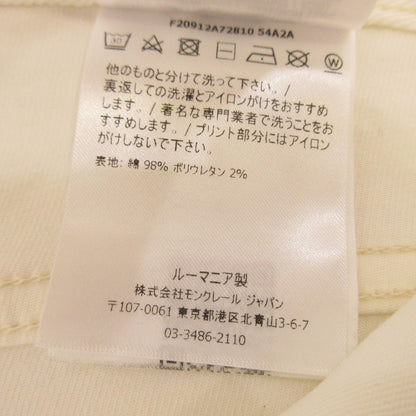 F20912A72810 54A2A
30
W
他のものと分けて洗って下さい。/
裏返しての洗濯とアイロンがけをおすすめ
します。/著名な専門業者で洗うことをお
すすめします。/プリント部分にはアイロン
がけしないで下さい。
表地: 綿 98% ポリウレタン 2%
ルーマニア製
株式会社モンクレール ジャパン
〒107-0061 東京都港区北青山3-6-7
03-3486-2110